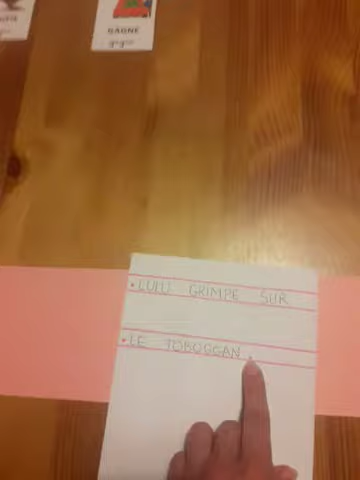 GAGNE
• LULU GRIMPE SUR
• LE TOBOGGAN.